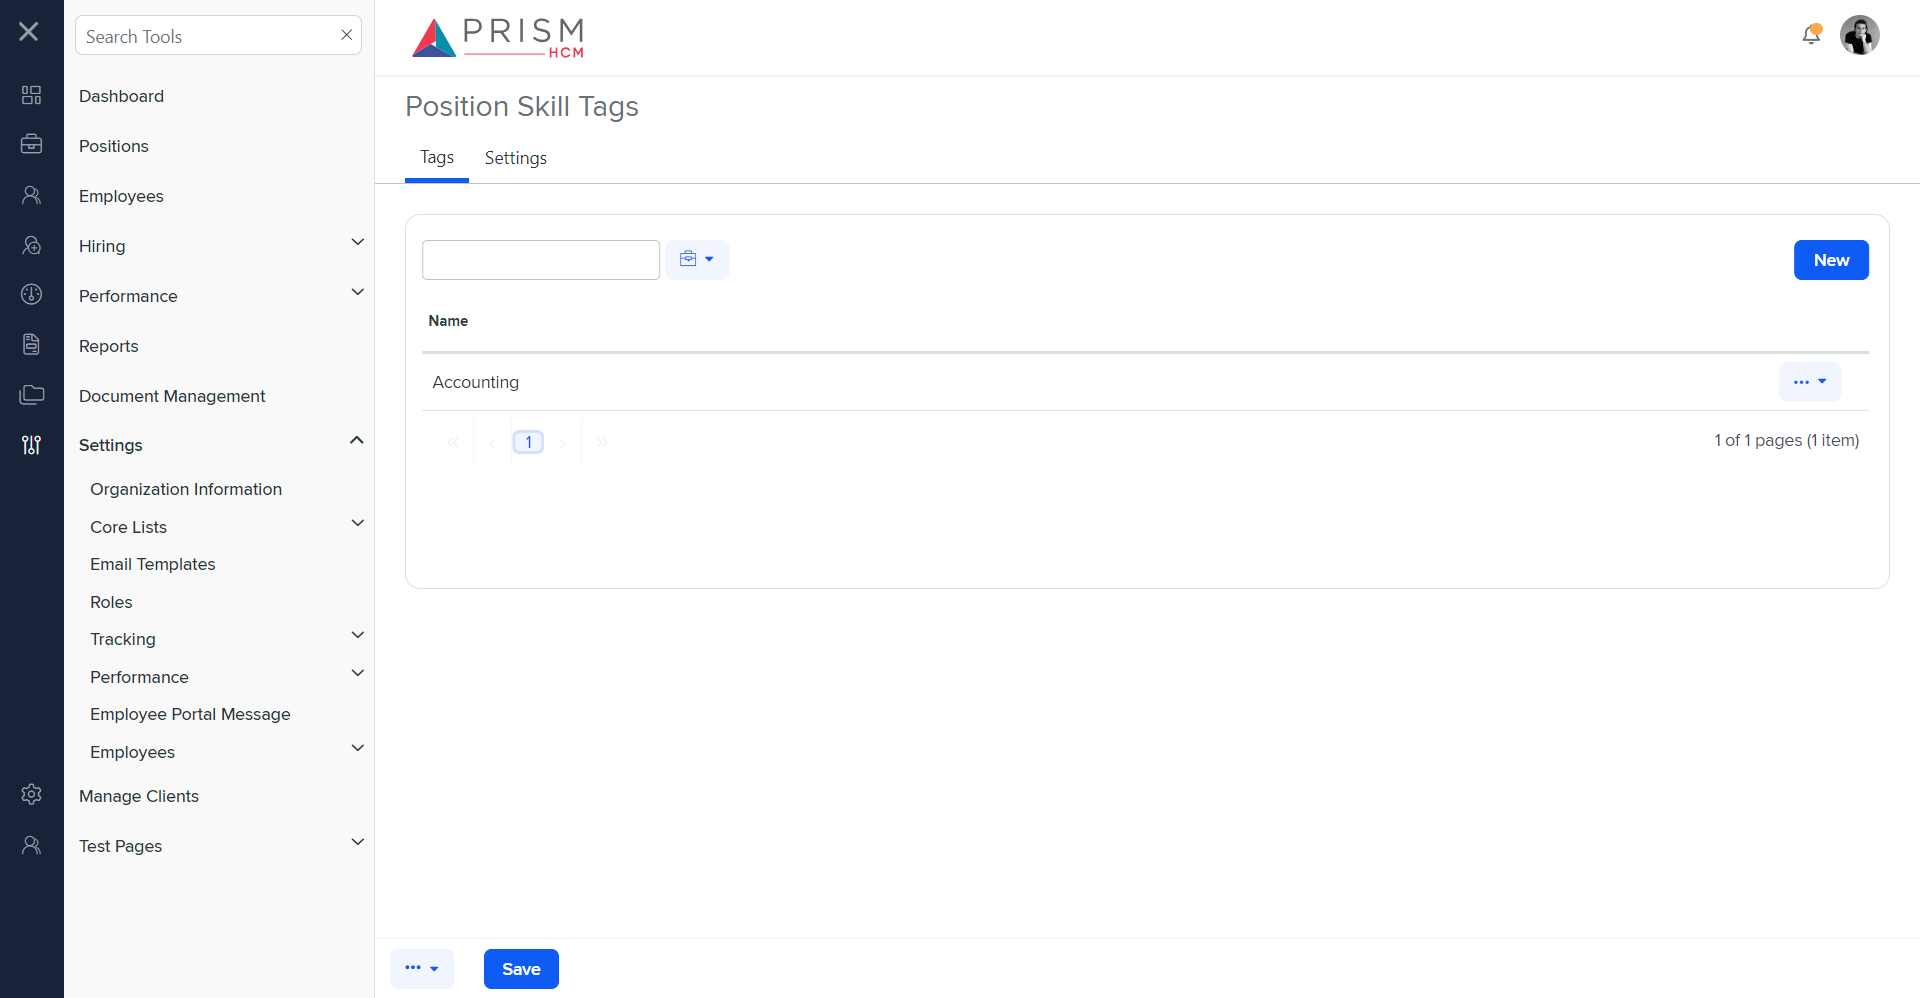 Search Tools
Dashboard
Positions
Employees
Hiring
Performance
Reports
Document Management
Settings
Organization Information
Core Lists
Email Templates
Roles
Tracking
Performance
Employee Portal Message
Employees
Manage Clients
Test Pages
PRISM
HCM
Position Skill Tags
Tags Settings
New
Name
Accounting
1
1 of 1 pages (1 item)
Save